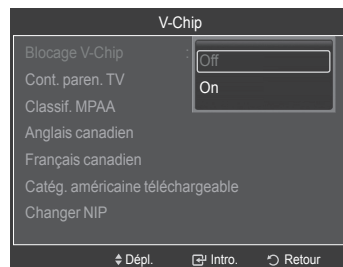 V-Chip
Blocage V-Chip : Off
On
Cont. paren. TV
Classif. MPAA
Anglais canadien
Français canadien
Catég. américaine téléchargeable
Changer NIP
Dépl. Intro. Retour